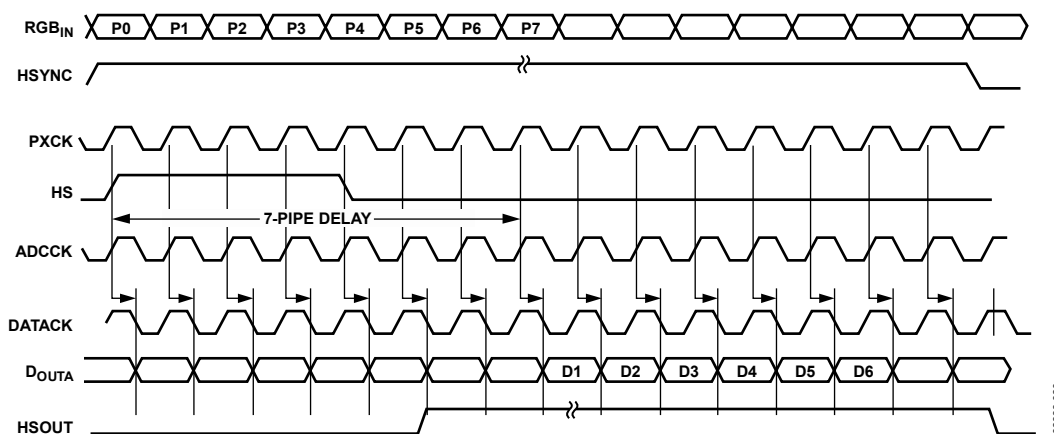 RGBIN P0 P1 P2 P3 P4 P5 P6 P7
HSYNC
PXCK
HS
7-PIPE DELAY
ADCCK
DATACK
DOUTA D1 D2 D3 D4 D5 D6
HSOUT